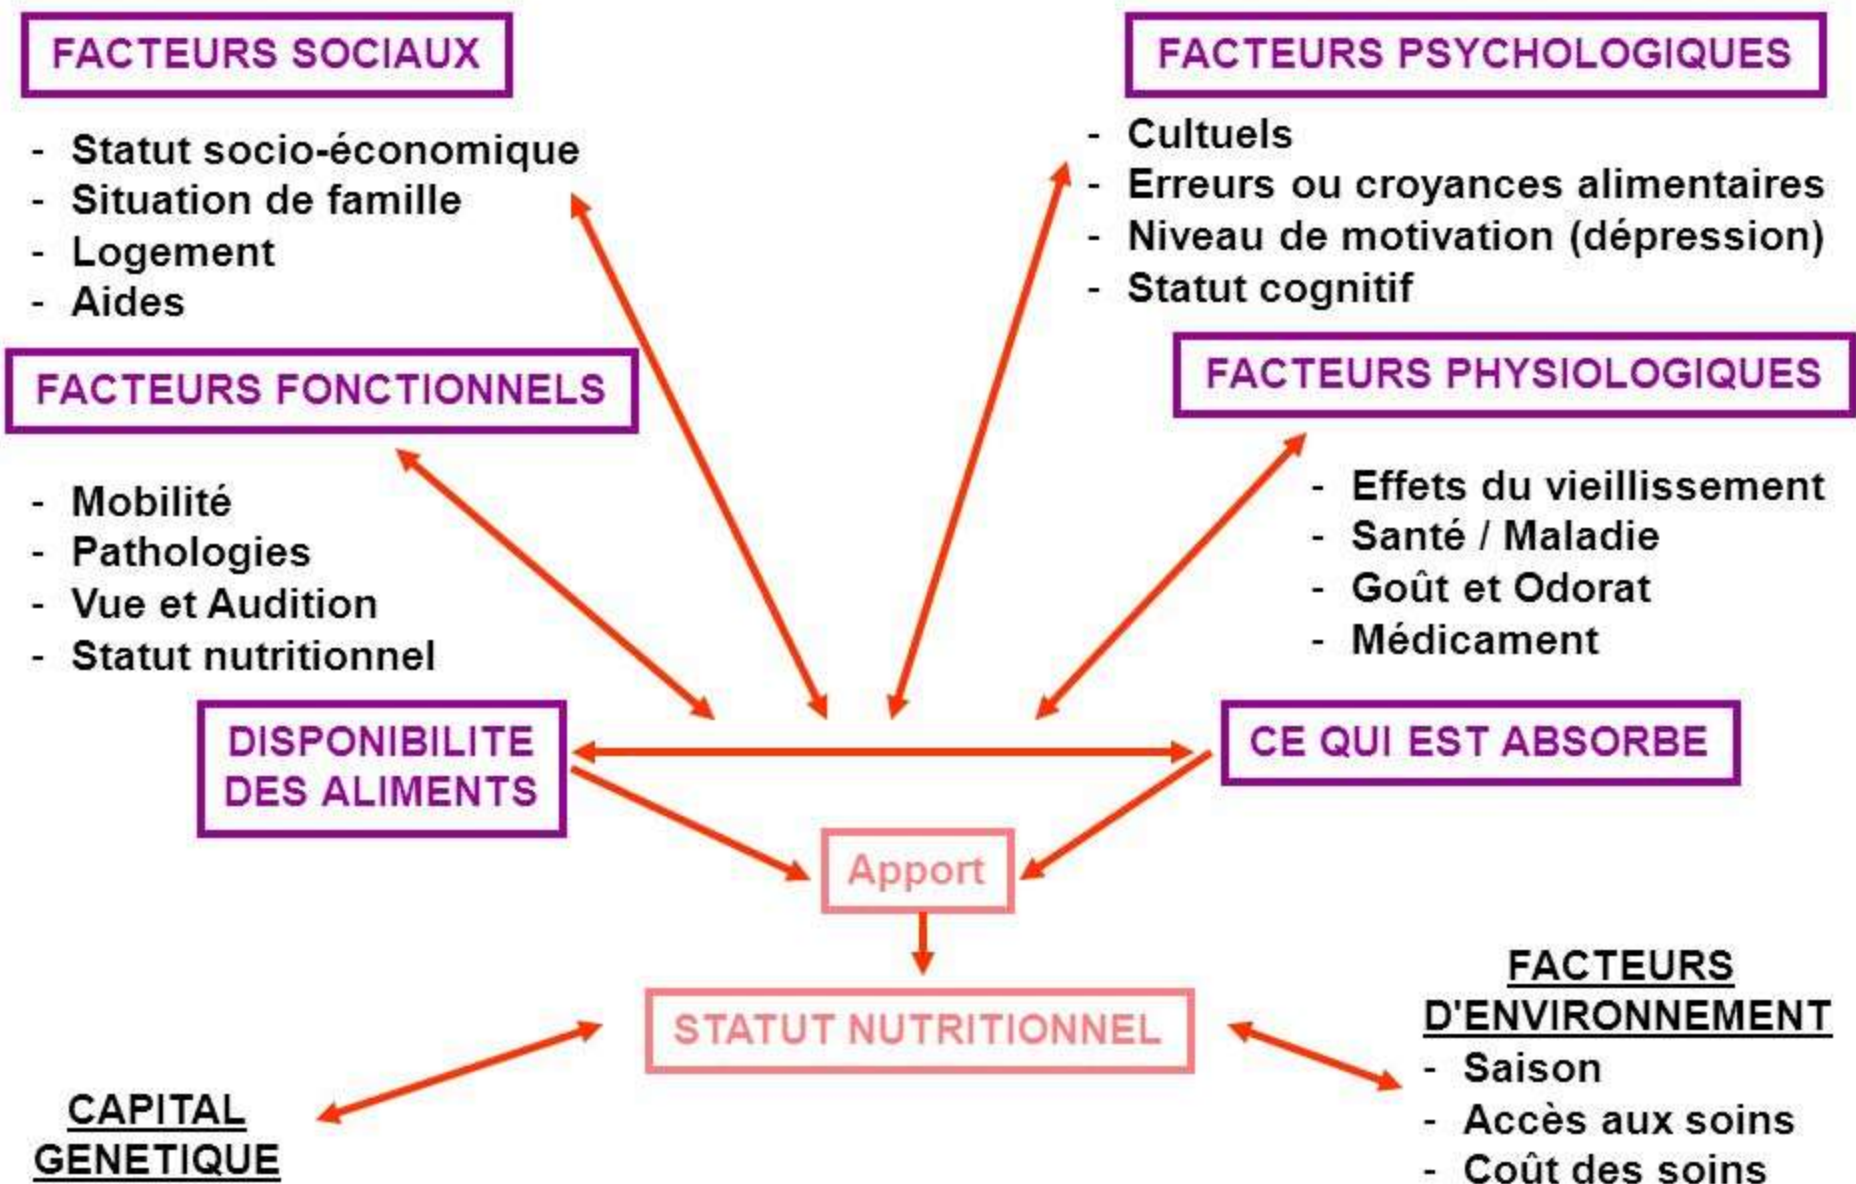 FACTEURS SOCIAUX
- Statut socio-économique
- Situation de famille
- Logement
- Aides
FACTEURS PSYCHOLOGIQUES
- Cultuels
- Erreurs ou croyances alimentaires
- Niveau de motivation (dépression)
- Statut cognitif
FACTEURS FONCTIONNELS
- Mobilité
- Pathologies
- Vue et Audition
- Statut nutritionnel
FACTEURS PHYSIOLOGIQUES
- Effets du vieillissement
- Santé / Maladie
- Goût et Odorat
- Médicament
DISPONIBILITE
DES ALIMENTS
CE QUI EST ABSORBE
Apport
STATUT NUTRITIONNEL
CAPITAL
GENETIQUE
FACTEURS
D'ENVIRONNEMENT
- Saison
- Accès aux soins
- Coût des soins